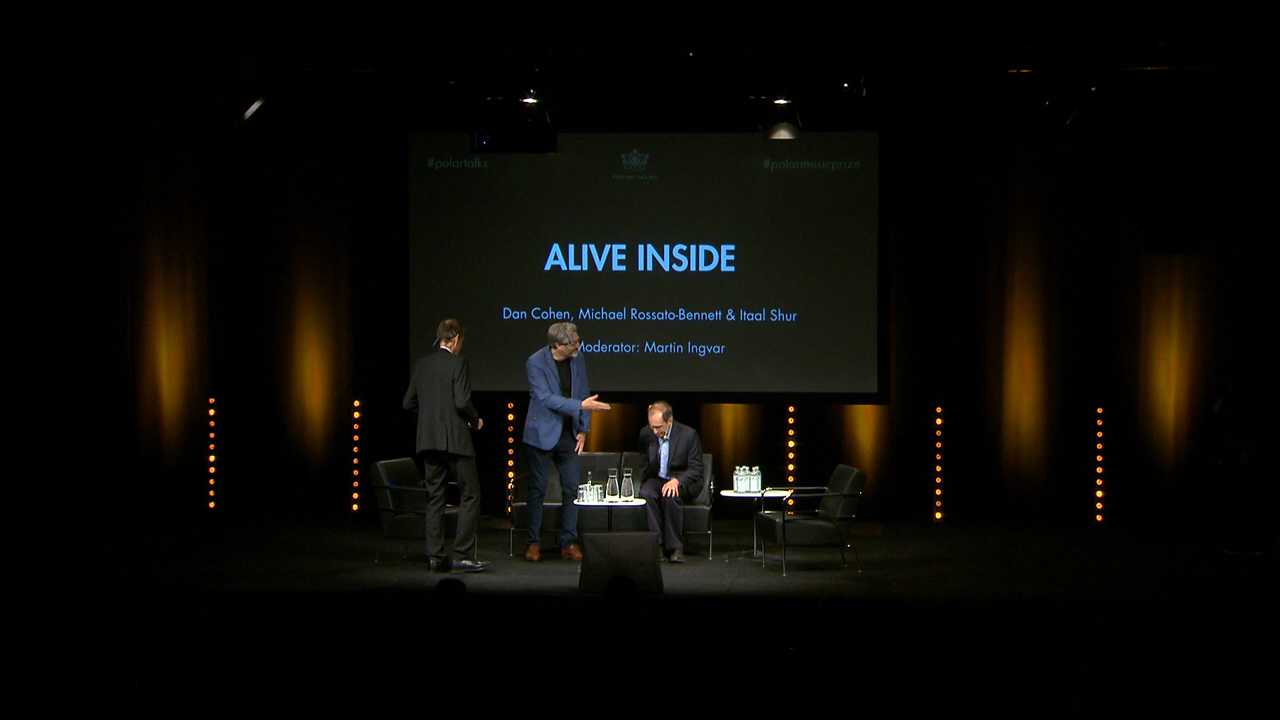 #polartalks
#polarmusicprize
ALIVE INSIDE
Dan Cohen, Michael Rossato-Bennett & Itaal Shur
Moderator: Martin Ingvar